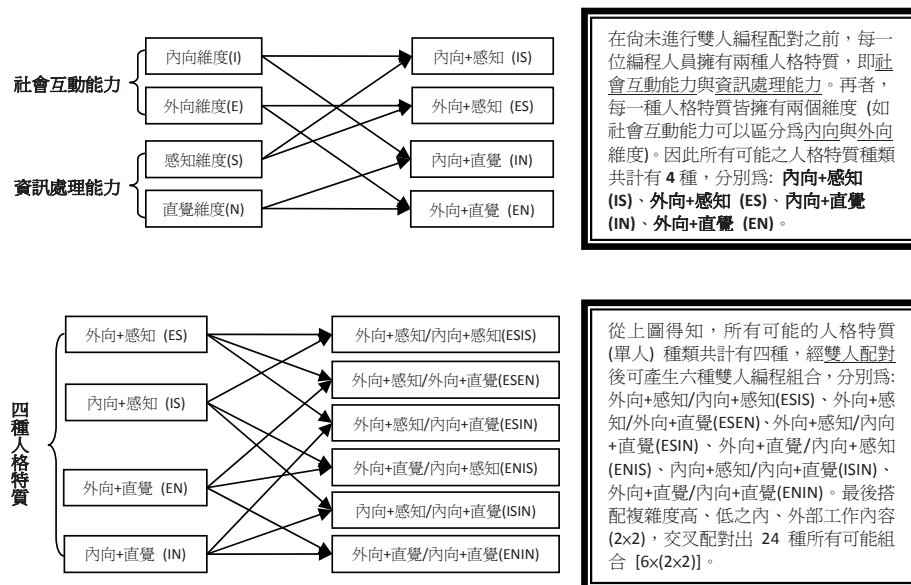 社會互動能力
資訊處理能力
內向維度(I)
外向維度(E)
感知維度(S)
直覺維度(N)
內向+感知 (IS)
外向+感知 (ES)
內向+直覺 (IN)
外向+直覺 (EN)
在尚未進行雙人編程配對之前，每一
位編程人員擁有兩種人格特質，即社
會互動能力與資訊處理能力。再者，
每一種人格特質皆擁有兩個維度 (如
社會互動能力可以區分為內向與外向
維度)。因此所有可能之人格特質種類
共計有 4 種，分別為: 內向+感知
(IS)、外向+感知 (ES)、內向+直覺
(IN)、外向+直覺 (EN)。
四種人格特質
外向+感知 (ES)
內向+感知 (IS)
外向+直覺 (EN)
內向+直覺 (IN)
外向+感知/內向+感知(ESIS)
外向+感知/外向+直覺(ESEN)
外向+感知/內向+直覺(ESIN)
外向+直覺/內向+感知(ENIS)
內向+感知/內向+直覺(ISIN)
外向+直覺/內向+直覺(ENIN)
從上圖得知，所有可能的人格特質
(單人) 種類共計有四種，經雙人配對
後可產生六種雙人編程組合，分別為:
外向+感知/內向+感知(ESIS)、外向+感
知/外向+直覺(ESEN)、外向+感知/內向
+直覺(ESIN)、外向+直覺/內向+感知
(ENIS)、內向+感知/內向+直覺(ISIN)、
外向+直覺/內向+直覺(ENIN)。最後搭
配複雜度高、低之內、外部工作內容
(2x2)，交叉配對出 24 種所有可能組
合 [6x(2x2)]。